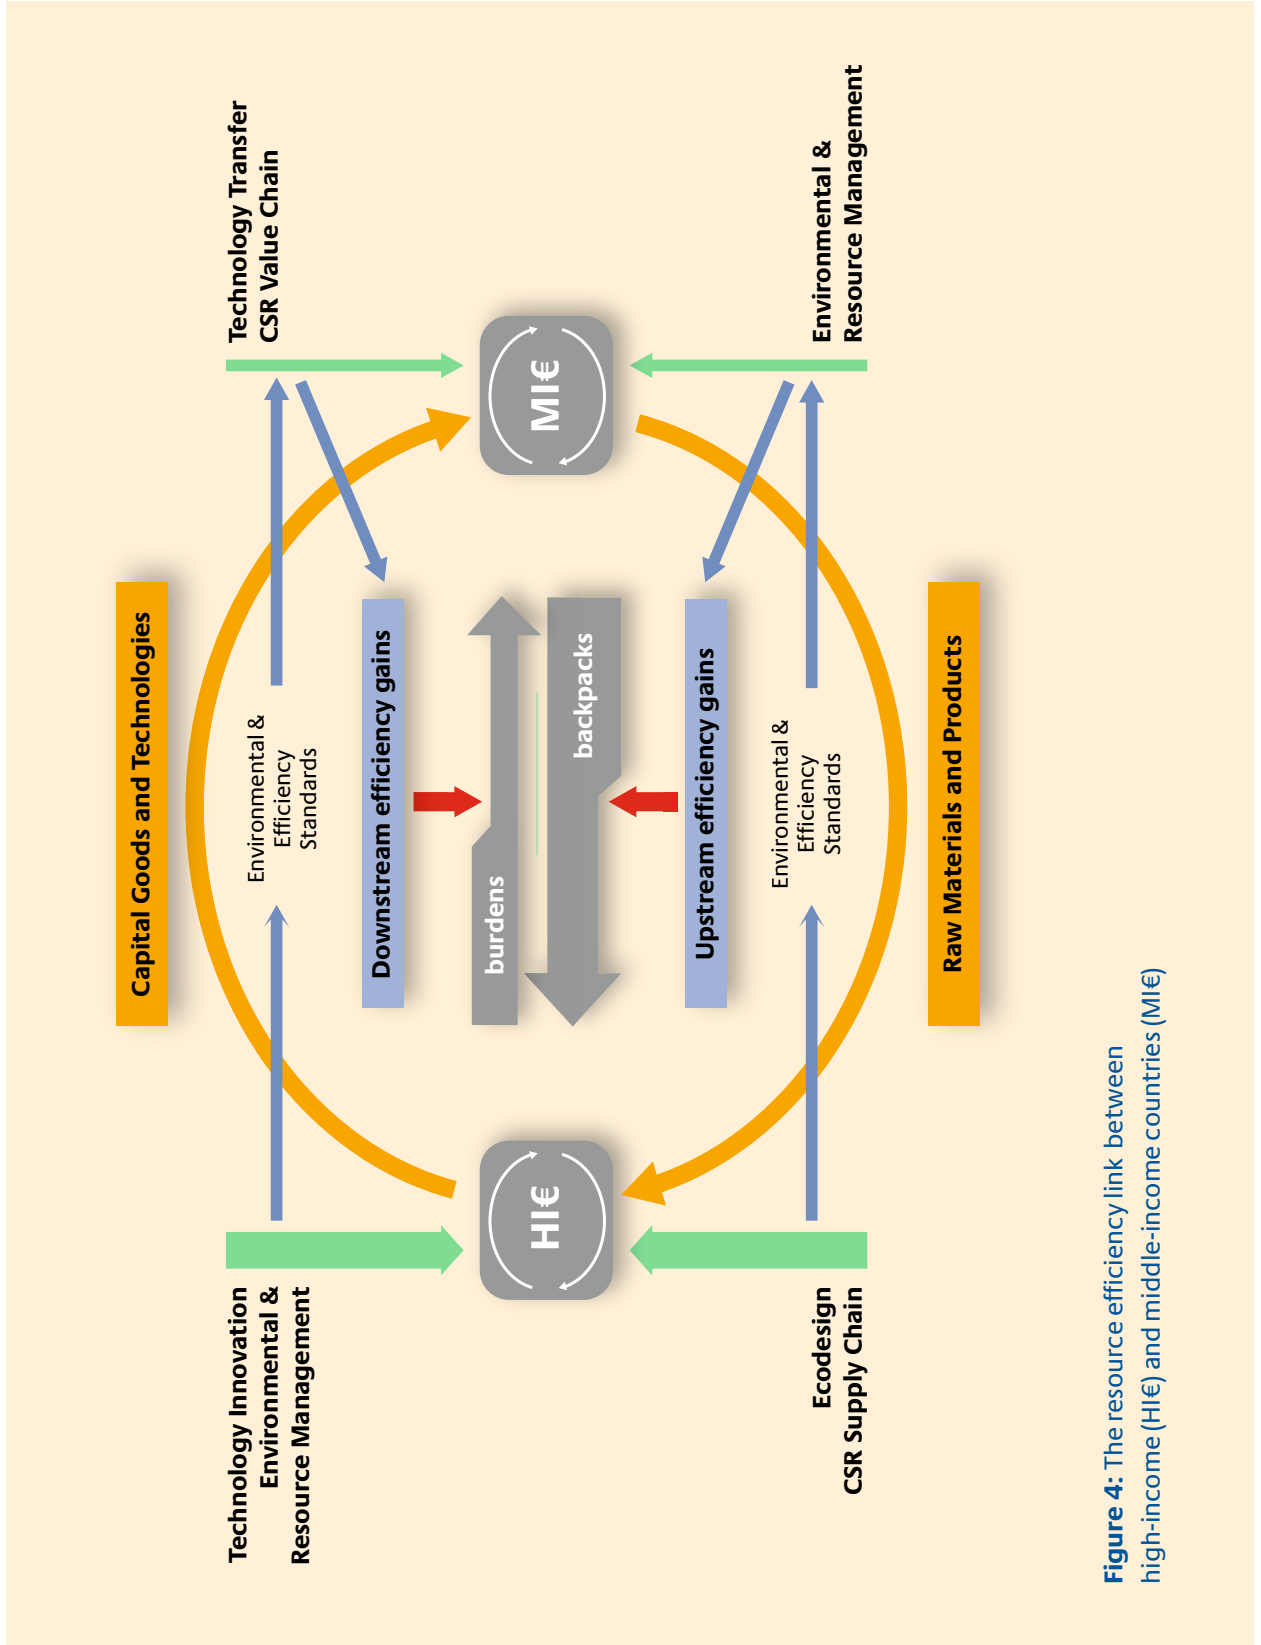 Capital Goods and Technologies
Technology Innovation
Environmental &
Resource Management
Environmental &
Efficiency
Standards
Technology Transfer
CSR Value Chain
Downstream efficiency gains
HI€
burdens
backpacks
MI€
Upstream efficiency gains
Ecodesign
CSR Supply Chain
Environmental &
Efficiency
Standards
Environmental &
Resource Management
Raw Materials and Products
Figure 4: The resource efficiency link between
high-income (HI€) and middle-income countries (MI€)